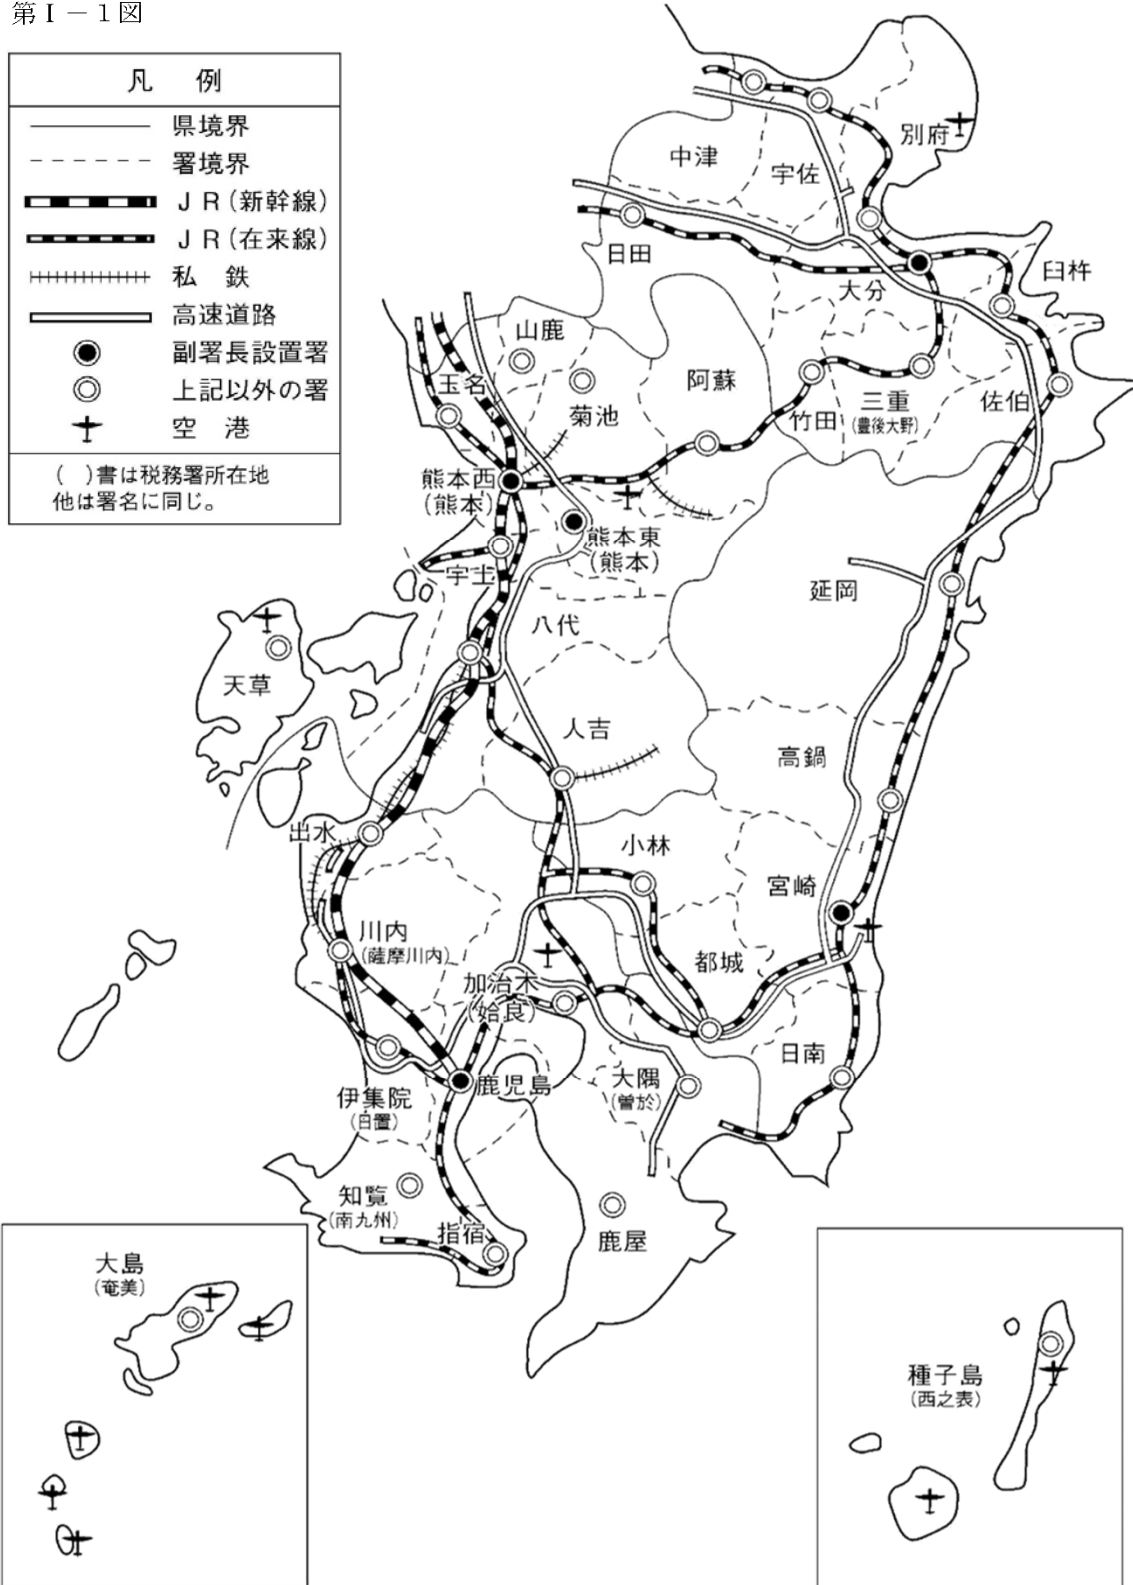 第Ⅰ－１図
凡　例
県境界
署境界
ＪＲ(新幹線)
ＪＲ(在来線)
私　鉄
高速道路
副署長設置署
上記以外の署
空　港
(　)書は税務署所在地
他は署名に同じ。
中津
宇佐
別府
日田
大分
臼杵
山鹿
玉名
菊池
阿蘇
竹田
三重
(豊後大野)
佐伯
熊本西
(熊本)
熊本東
(熊本)
宇土
延岡
八代
天草
人吉
高鍋
出水
小林
宮崎
川内
(薩摩川内)
都城
加治木
(姶良)
日南
鹿児島
大隅
(曽於)
伊集院
(日置)
知覧
(南九州)
指宿
鹿屋
大島
(奄美)
種子島
(西之表)